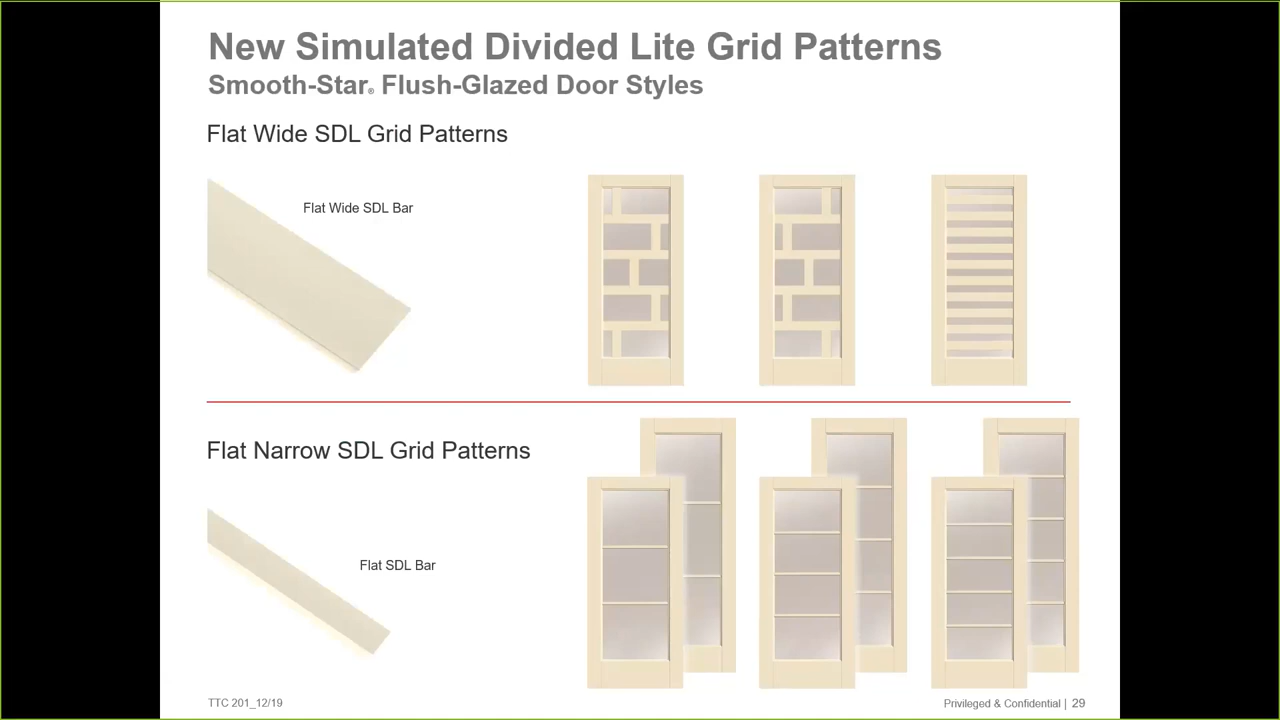 New Simulated Divided Lite Grid Patterns
Smooth-Star® Flush-Glazed Door Styles
Flat Wide SDL Grid Patterns
Flat Wide SDL Bar
Flat Narrow SDL Grid Patterns
Flat SDL Bar
TTC 201_12/19
Privileged & Confidential | 29